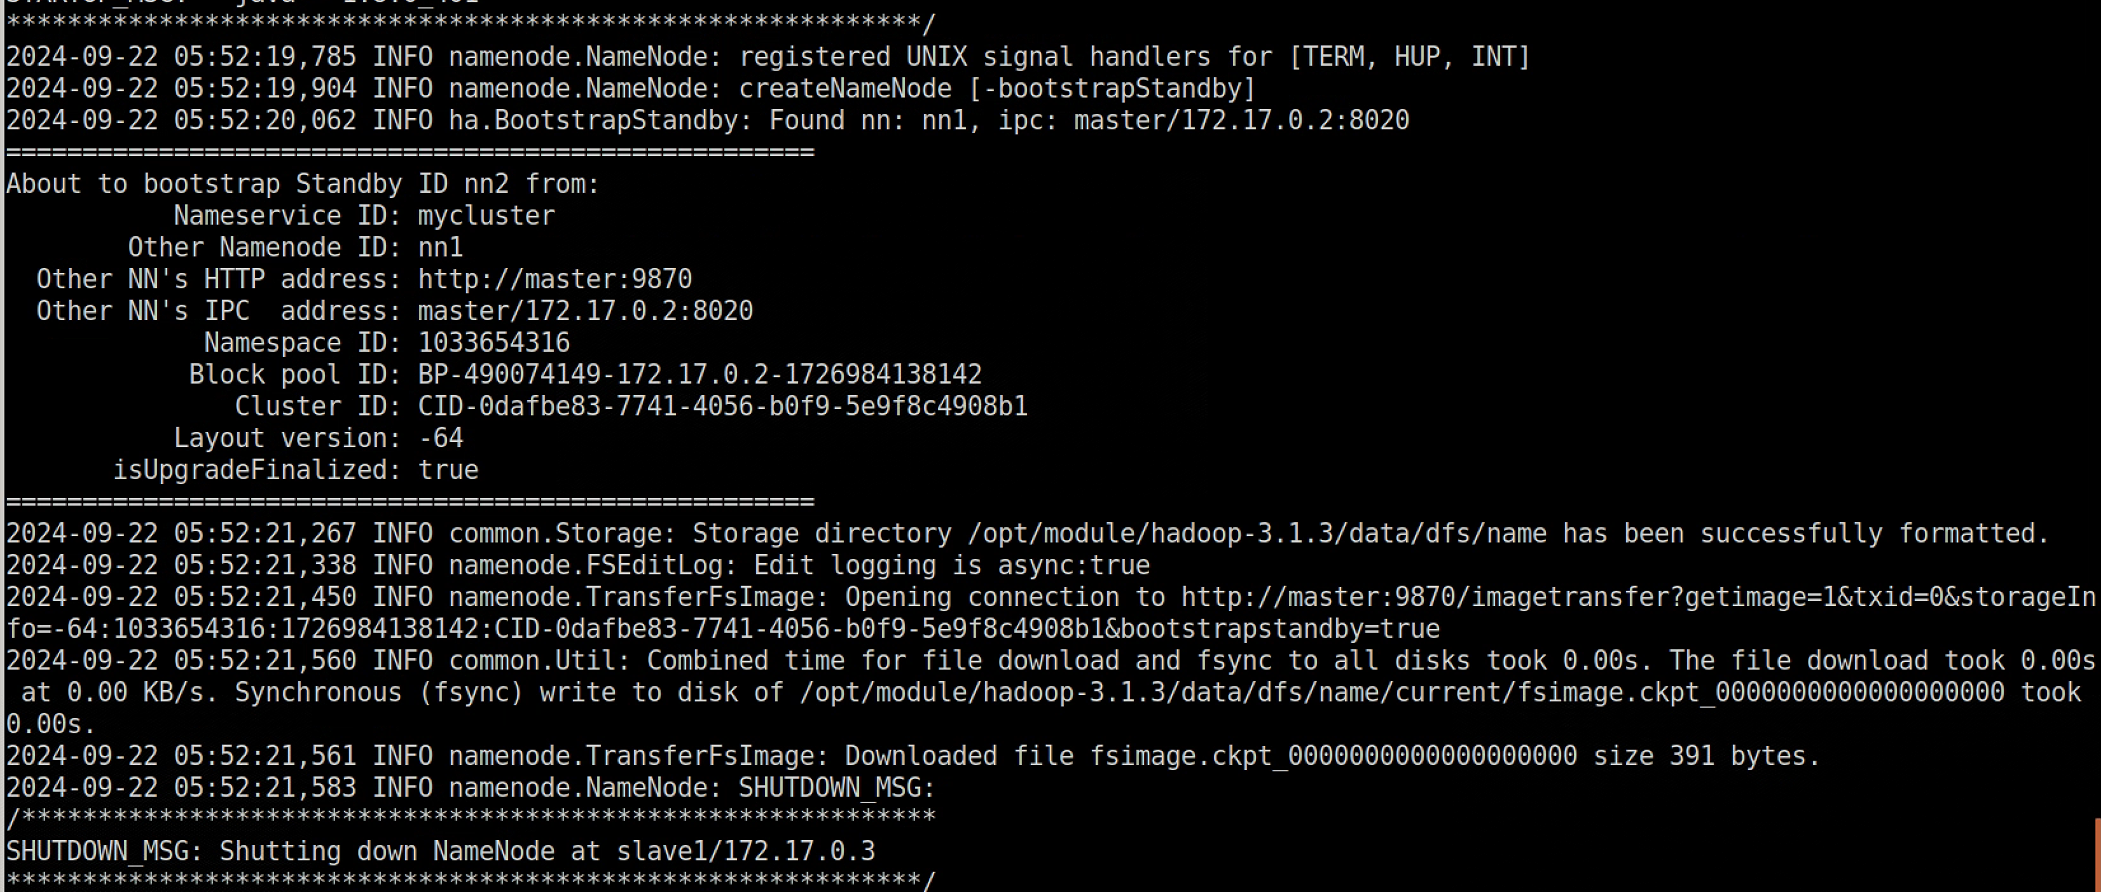 ************************************************************/
2024-09-22 05:52:19,785 INFO namenode.NameNode: registered UNIX signal handlers for [TERM, HUP, INT]
2024-09-22 05:52:19,904 INFO namenode.NameNode: createNameNode [-bootstrapStandby]
2024-09-22 05:52:20,062 INFO ha.BootstrapStandby: Found nn: nn1, ipc: master/172.17.0.2:8020
=====================================================
About to bootstrap Standby ID nn2 from:
           Nameservice ID: mycluster
        Other Namenode ID: nn1
  Other NN's HTTP address: http://master:9870
  Other NN's IPC  address: master/172.17.0.2:8020
             Namespace ID: 1033654316
            Block pool ID: BP-490074149-172.17.0.2-1726984138142
               Cluster ID: CID-0dafbe83-7741-4056-b0f9-5e9f8c4908b1
           Layout version: -64
       isUpgradeFinalized: true
=====================================================
2024-09-22 05:52:21,267 INFO common.Storage: Storage directory /opt/module/hadoop-3.1.3/data/dfs/name has been successfully formatted.
2024-09-22 05:52:21,338 INFO namenode.FSEditLog: Edit logging is async:true
2024-09-22 05:52:21,450 INFO namenode.TransferFsImage: Opening connection to http://master:9870/imagetransfer?getimage=1&txid=0&storageIn
fo=-64:1033654316:1726984138142:CID-0dafbe83-7741-4056-b0f9-5e9f8c4908b1&bootstrapstandby=true
2024-09-22 05:52:21,560 INFO common.Util: Combined time for file download and fsync to all disks took 0.00s. The file download took 0.00s
 at 0.00 KB/s. Synchronous (fsync) write to disk of /opt/module/hadoop-3.1.3/data/dfs/name/current/fsimage.ckpt_0000000000000000000 took
0.00s.
2024-09-22 05:52:21,561 INFO namenode.TransferFsImage: Downloaded file fsimage.ckpt_0000000000000000000 size 391 bytes.
2024-09-22 05:52:21,583 INFO namenode.NameNode: SHUTDOWN_MSG:
/************************************************************
SHUTDOWN_MSG: Shutting down NameNode at slave1/172.17.0.3
************************************************************/